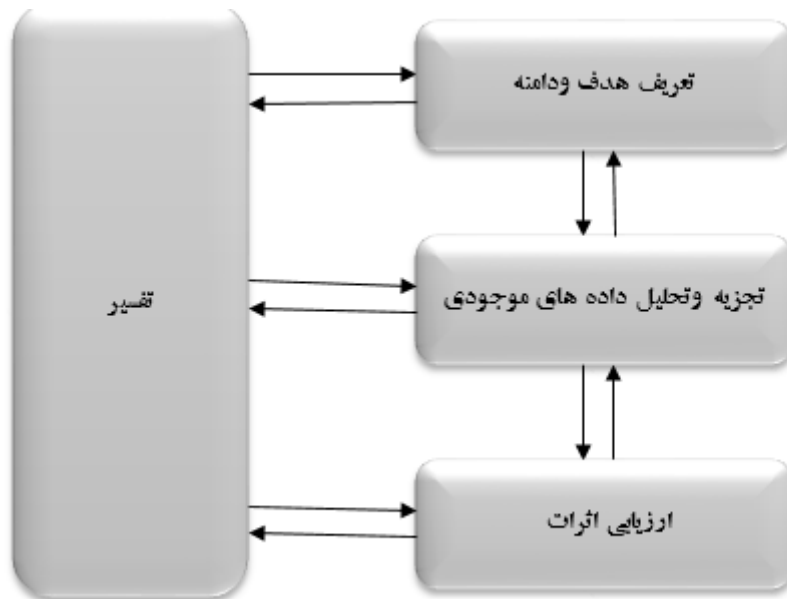 تعریف هدف ودامنه
تجزیه وتحلیل داده های موجودی
تفسیر
ارزیابی اثرات